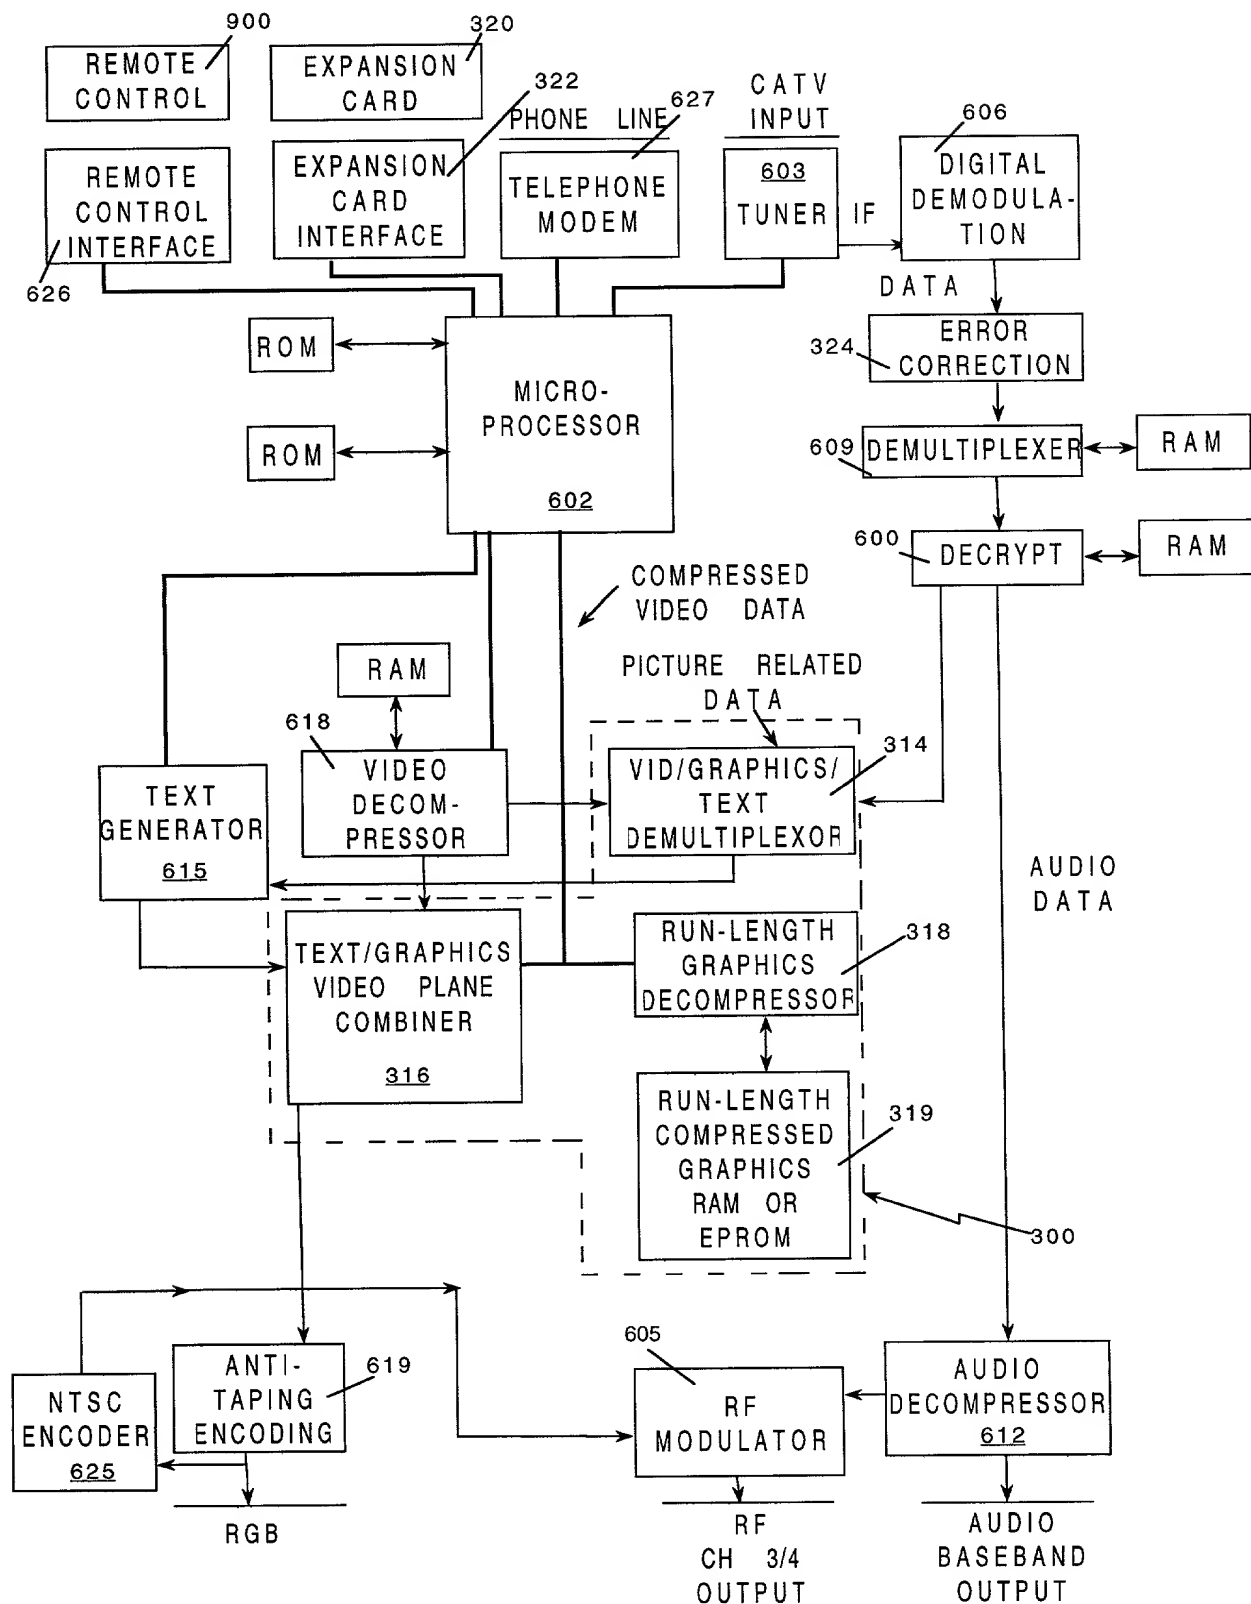 900
REMOTE
CONTROL
320
EXPANSION
CARD
322
PHONE LINE
627
CATV
INPUT
606
REMOTE
CONTROL
INTERFACE
626
EXPANSION
CARD
INTERFACE
TELEPHONE
MODEM
603
TUNER
IF
DIGITAL
DEMODULA-
TION
DATA
ROM
ROM
MICRO-
PROCESSOR
602
324
ERROR
CORRECTION
609
DEMULTIPLEXER
RAM
600
DECRYPT
RAM
COMPRESSED
VIDEO DATA
PICTURE RELATED
DATA
RAM
618
VIDEO
DECOM-
PRESSOR
314
VID/GRAPHICS/
TEXT
DEMULTIPLEXOR
TEXT
GENERATOR
615
AUDIO
DATA
TEXT/GRAPHICS
VIDEO PLANE
COMBINER
316
RUN-LENGTH
GRAPHICS
DECOMPRESSOR
318
RUN-LENGTH
COMPRESSED
GRAPHICS
RAM OR
EPROM
319
300
NTSC
ENCODER
625
ANTI-
TAPING
ENCODING
619
605
RF
MODULATOR
AUDIO
DECOMPRESSOR
612
RGB
RF
CH 3/4
OUTPUT
AUDIO
BASEBAND
OUTPUT